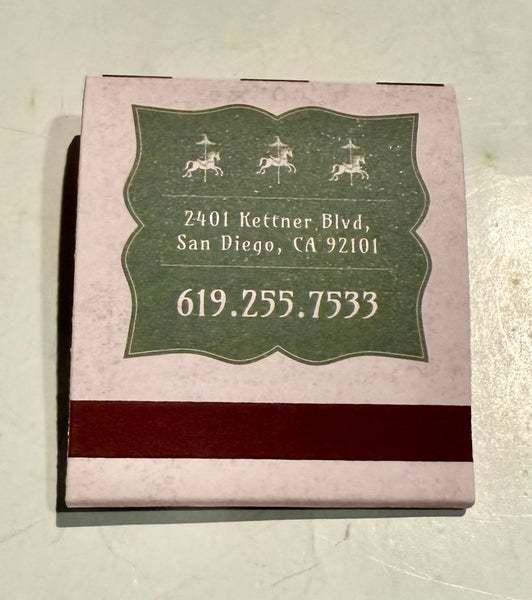 2401 Kettner Blvd,
San Diego, CA 92101
619.255.7533